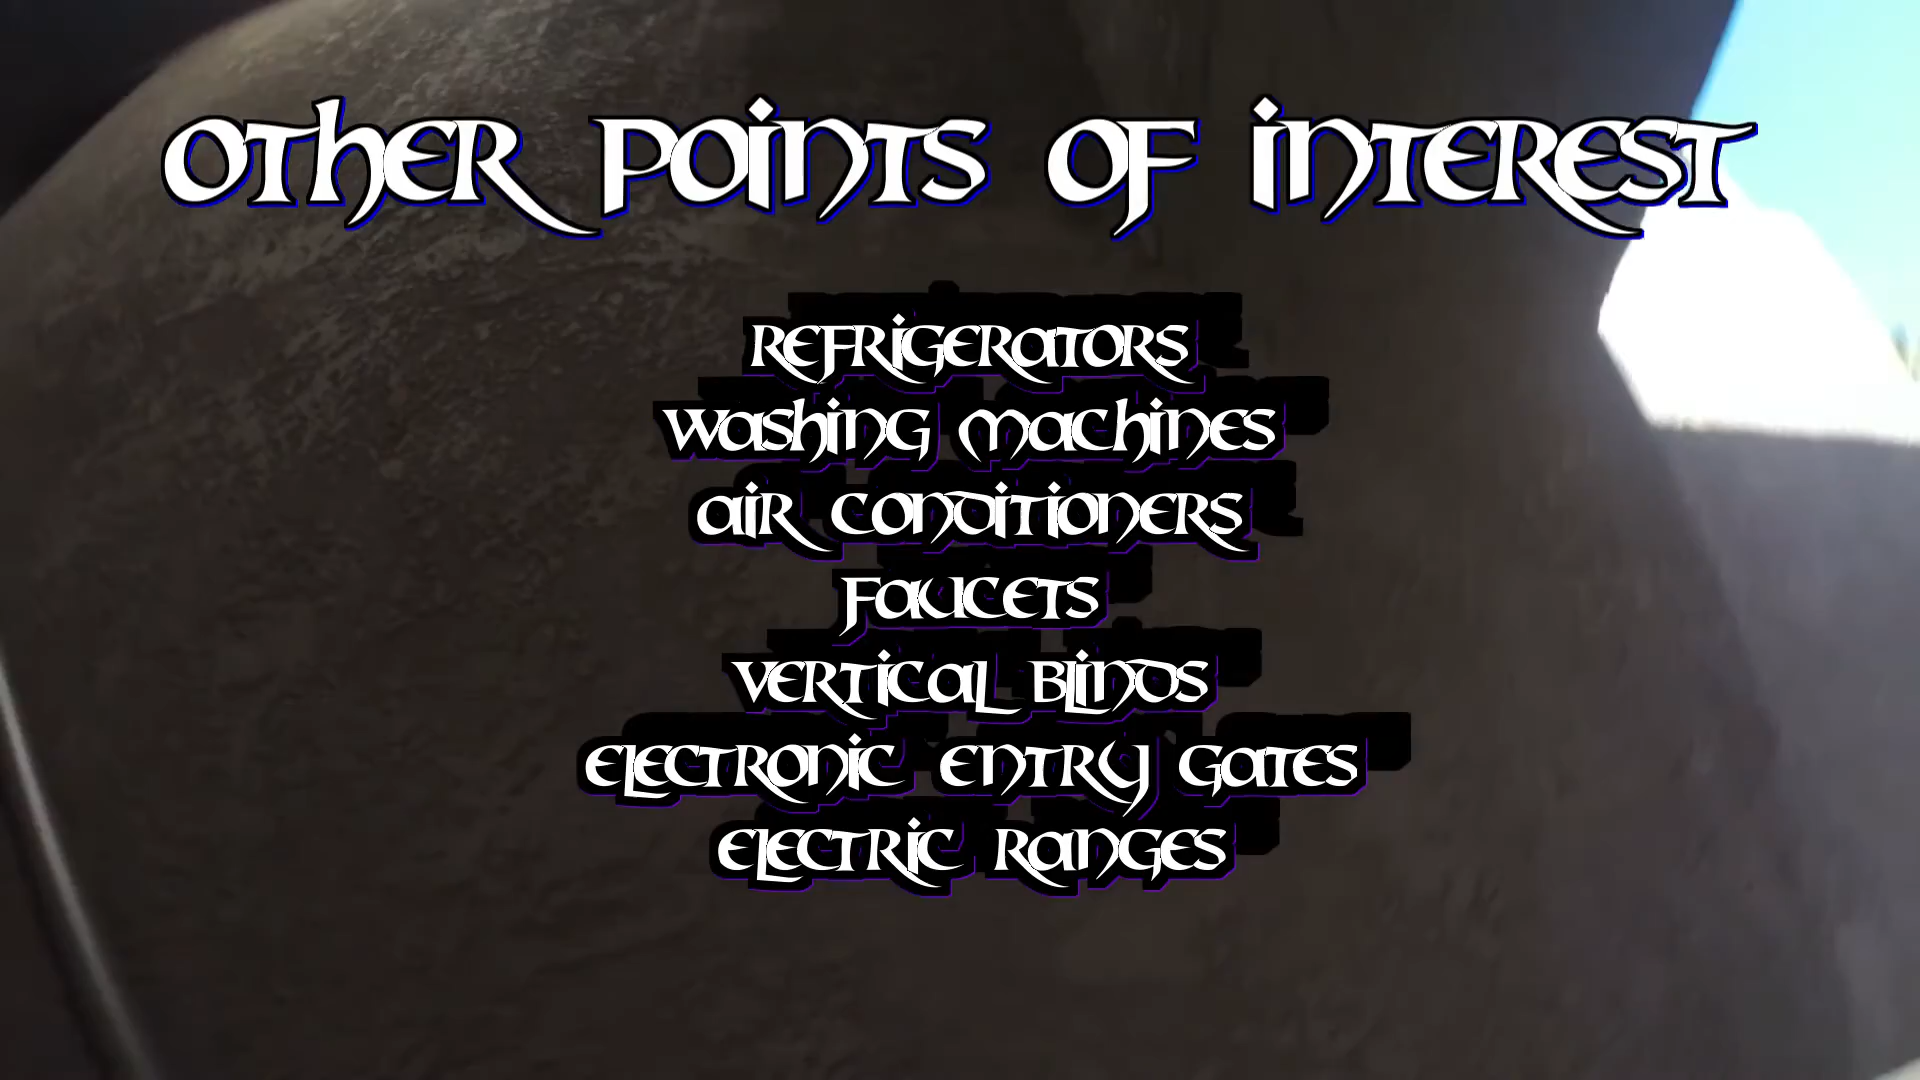 Other Points of Interest
Refrigerators
Washing Machines
Air Conditioners
Faucets
Vertical Blinds
Electronic Entry Gates
Electric Ranges